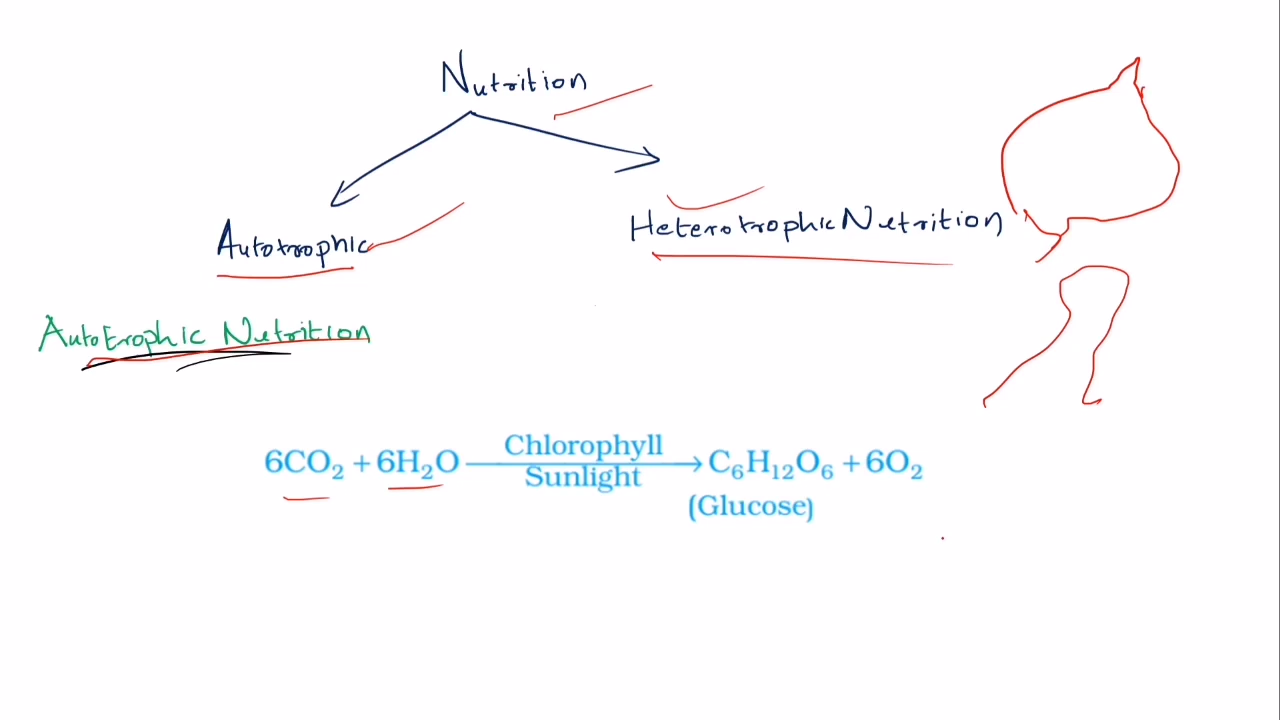 Nutrition
Autotrophic
Heterotrophic Nutrition
Autotrophic Nutrition
6CO₂ + 6H₂O Chlorophyll Sunlight → C₆H₁₂O₆ + 6O₂
(Glucose)